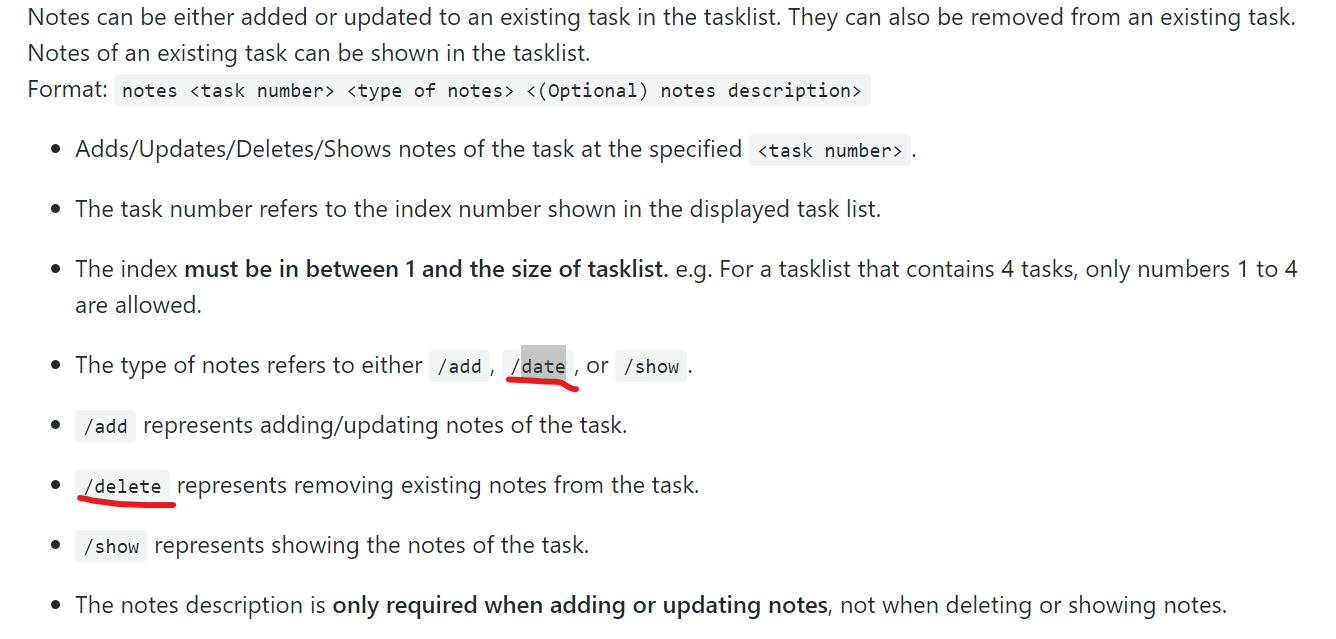 Notes can be either added or updated to an existing task in the tasklist. They can also be removed from an existing task.
Notes of an existing task can be shown in the tasklist.
Format: notes <task number> <type of notes> <(Optional) notes description>
• Adds/Updates/Deletes/Shows notes of the task at the specified <task number> .
• The task number refers to the index number shown in the displayed task list.
• The index must be in between 1 and the size of tasklist. e.g. For a tasklist that contains 4 tasks, only numbers 1 to 4
are allowed.
• The type of notes refers to either /add , /date , or /show .
• /add represents adding/updating notes of the task.
• /delete represents removing existing notes from the task.
• /show represents showing the notes of the task.
• The notes description is only required when adding or updating notes, not when deleting or showing notes.